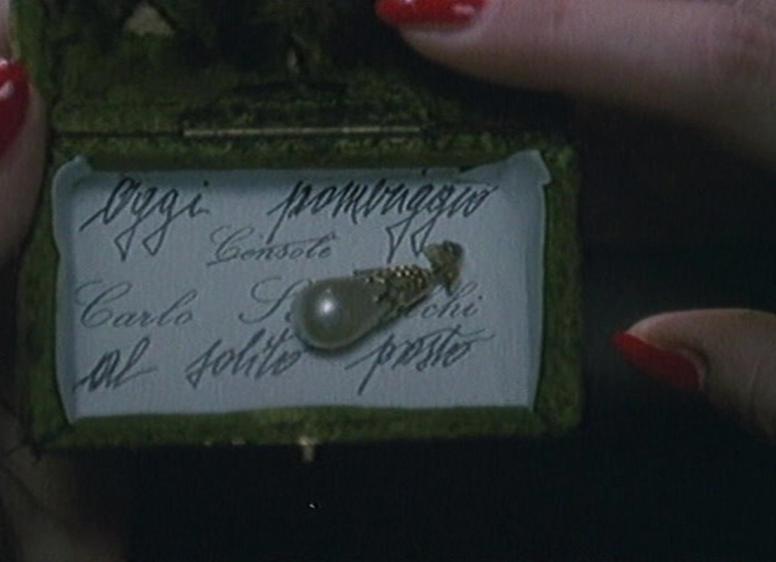 Oggi pomeriggio
Console
Carlo
al solito posto